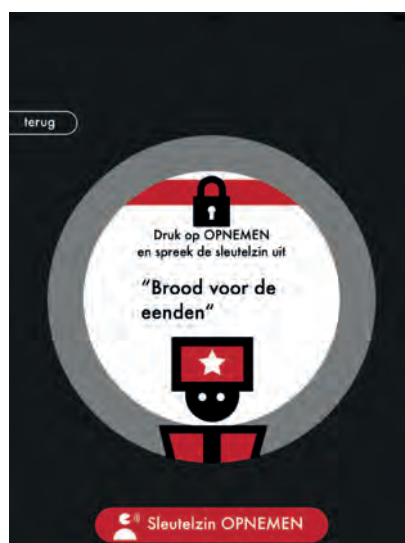 terug
Druk op OPNEMEN
en spreek de sleutelzin uit
“Brood voor de
eenden“
Sleutelzin OPNEMEN